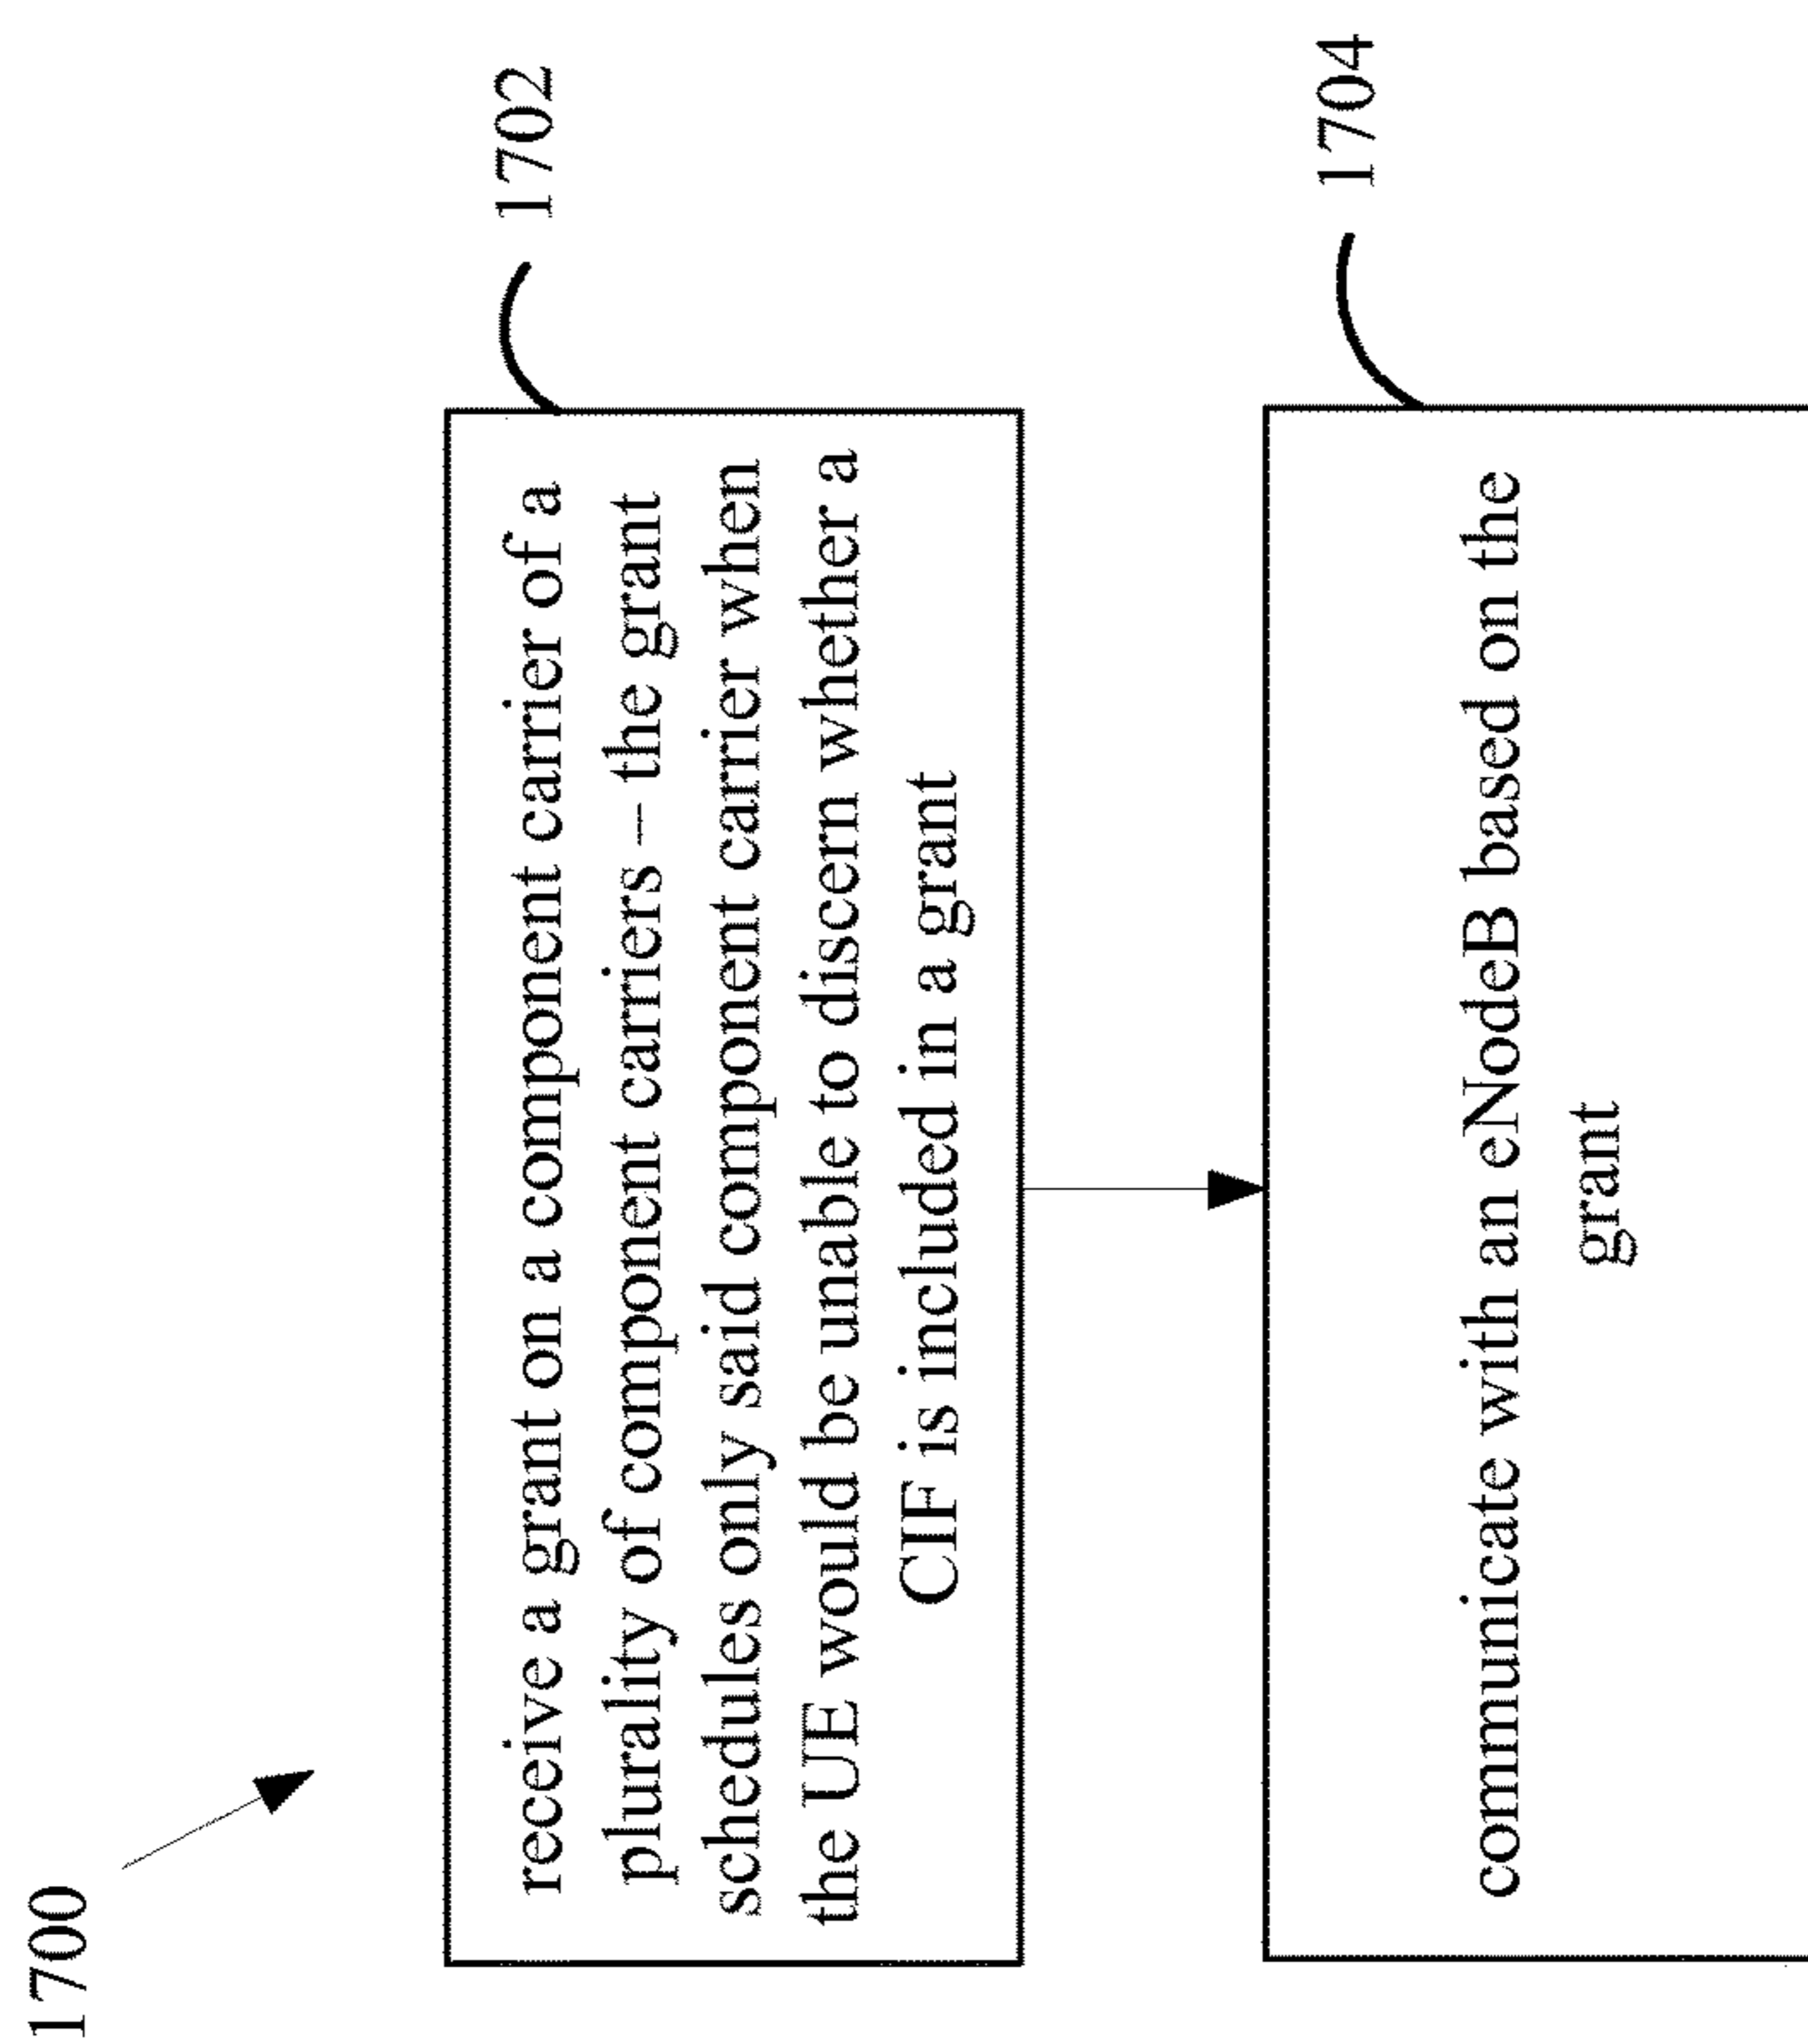 1700
1702
receive a grant on a component carrier of a
plurality of component carriers – the grant
schedules only said component carrier when
the UE would be unable to discern whether a
CIF is included in a grant
1704
communicate with an eNodeB based on the
grant